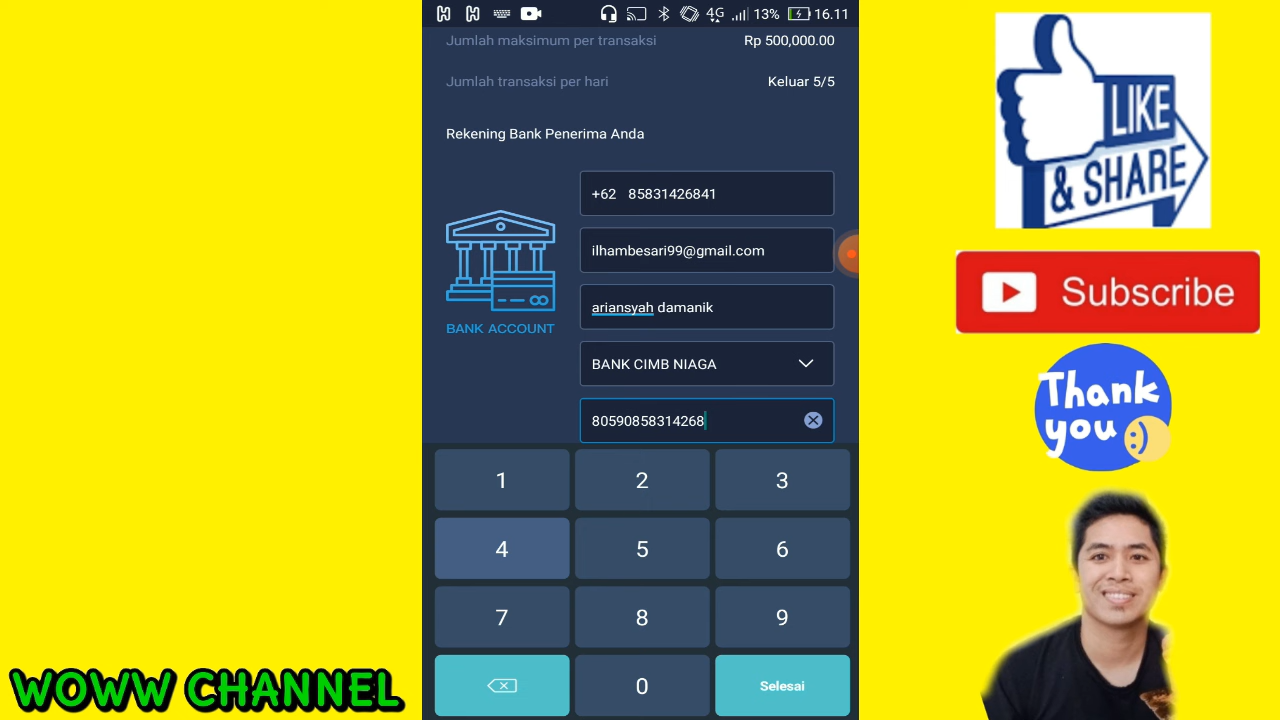 4G 13% 16.11
Jumlah maksimum per transaksi Rp 500,000.00
Jumlah transaksi per hari Keluar 5/5
Rekening Bank Penerima Anda
+62 85831426841
ilhambesari99@gmail.com
ariansyah damanik
BANK ACCOUNT
BANK CIMB NIAGA
80590858314268
1 2 3
4 5 6
7 8 9
0 Selesai
LIKE
& SHARE
Subscribe
Thank
you
WOWW CHANNEL